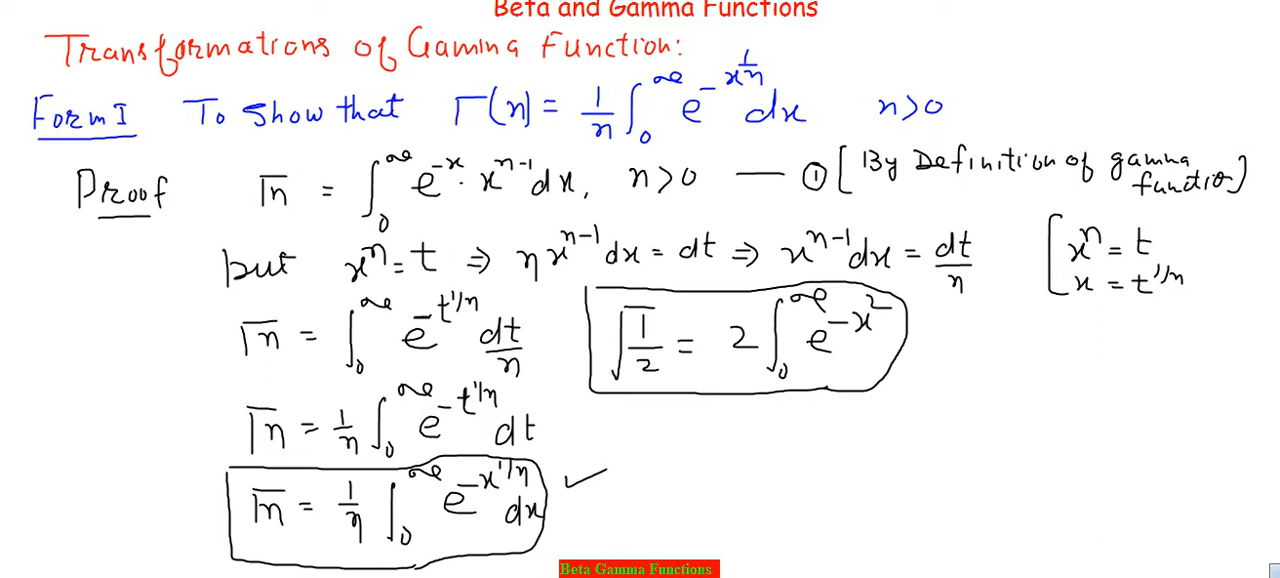 Beta and Gamma Functions
Transformations of Gamma Function:
Form I To show that Γ(n) = 1/n ∫₀^∞ e^(-x^(1/n)) dx n>0
Proof Γn = ∫₀^∞ e^(-x) · x^(n-1) dx, n>0 — ① [By Definition of gamma function]
put xⁿ = t ⇒ n x^(n-1) dx = dt ⇒ x^(n-1) dx = dt/n [xⁿ = t
x = t^(1/n)
Γn = ∫₀^∞ e^(-t^(1/n)) dt/n
√(1/2) = 2 ∫₀^∞ e^(-x²)
Γn = 1/n ∫₀^∞ e^(-t^(1/n)) dt
Γn = 1/n ∫₀^∞ e^(-x^(1/n)) dx ✓
Beta Gamma Functions